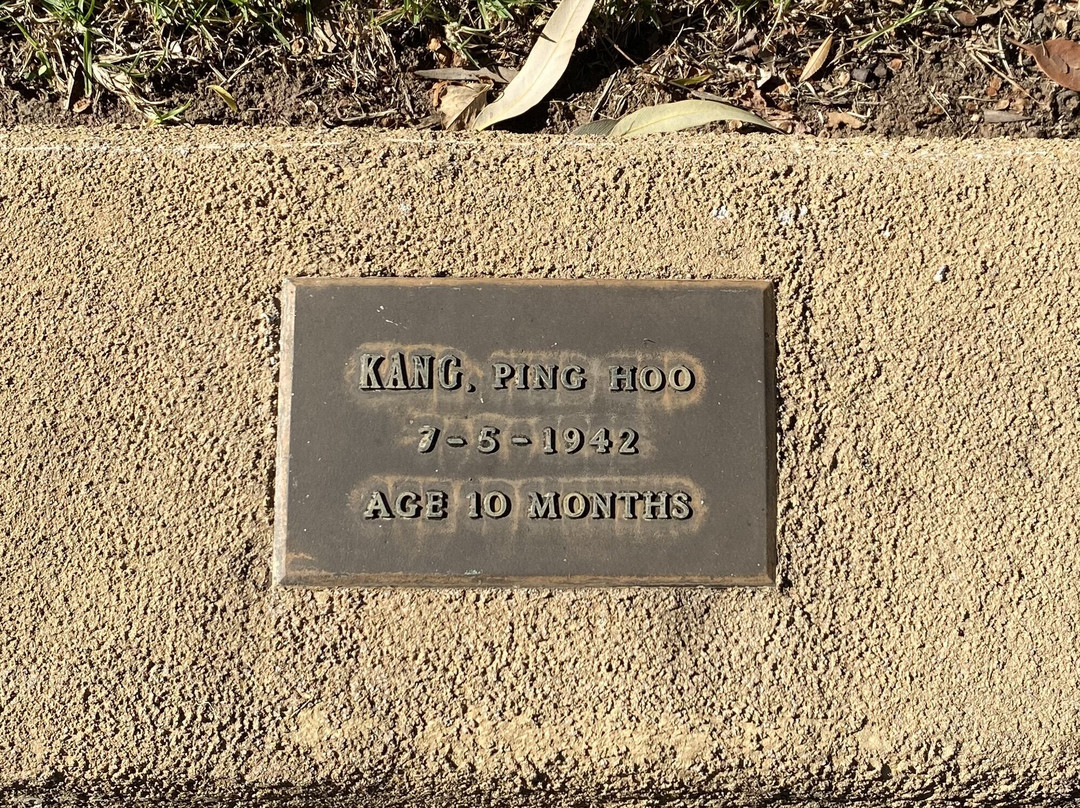 KANG, PING HOO
7-5-1942
AGE 10 MONTHS